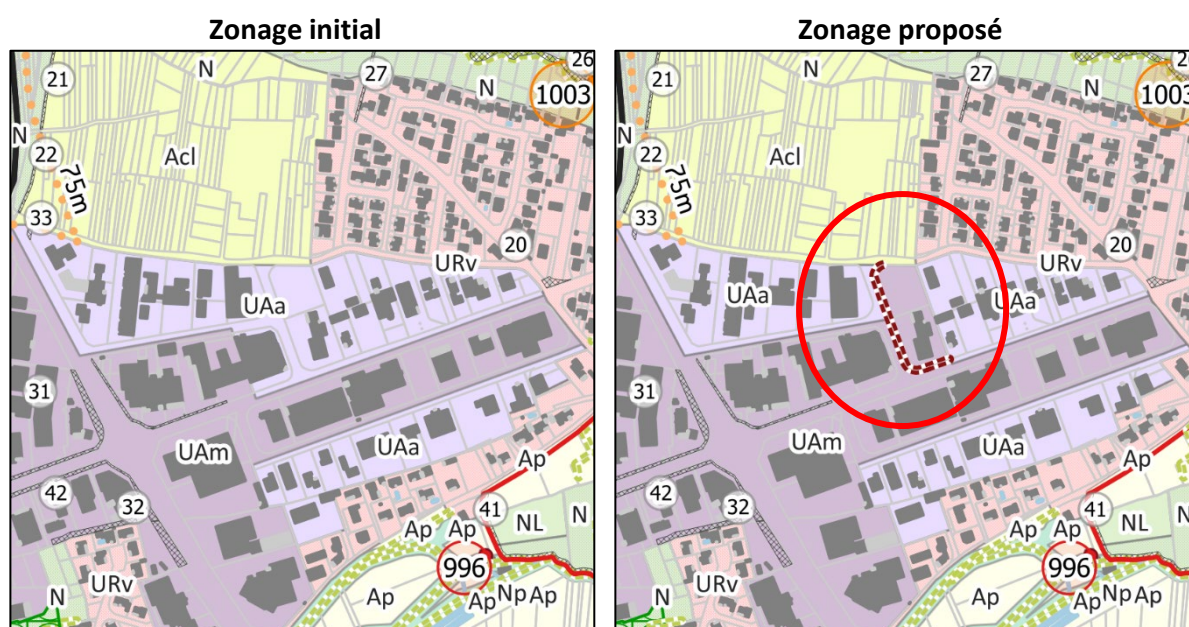 Zonage initial
N
27
26
21
N
1003
N
Acl
22
75m
33
20
URv
UAa
31
UAm
UAa
Ap
42
32
41
NL
N
Ap
Ap
996
URv
N
Ap
Ap
Np
Ap
Zonage proposé
N
27
21
N
1003
N
Acl
22
75m
33
20
URv
UAa
UAa
31
UAm
UAa
Ap
42
32
41
NL
N
Ap
Ap
996
URv
N
Ap
Ap
Np
Ap